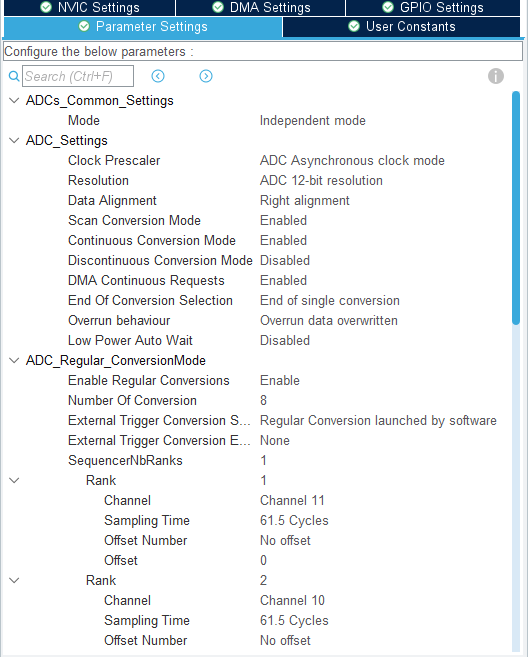 NVIC Settings DMA Settings GPIO Settings
Parameter Settings User Constants
Configure the below parameters :
Search (Ctrl+F)
ADCs_Common_Settings
Mode Independent mode
ADC_Settings
Clock Prescaler ADC Asynchronous clock mode
Resolution ADC 12-bit resolution
Data Alignment Right alignment
Scan Conversion Mode Enabled
Continuous Conversion Mode Enabled
Discontinuous Conversion Mode Disabled
DMA Continuous Requests Enabled
End Of Conversion Selection End of single conversion
Overrun behaviour Overrun data overwritten
Low Power Auto Wait Disabled
ADC_Regular_ConversionMode
Enable Regular Conversions Enable
Number Of Conversion 8
External Trigger Conversion S... Regular Conversion launched by software
External Trigger Conversion E... None
SequencerNbRanks 1
Rank 1
Channel Channel 11
Sampling Time 61.5 Cycles
Offset Number No offset
Offset 0
Rank 2
Channel Channel 10
Sampling Time 61.5 Cycles
Offset Number No offset